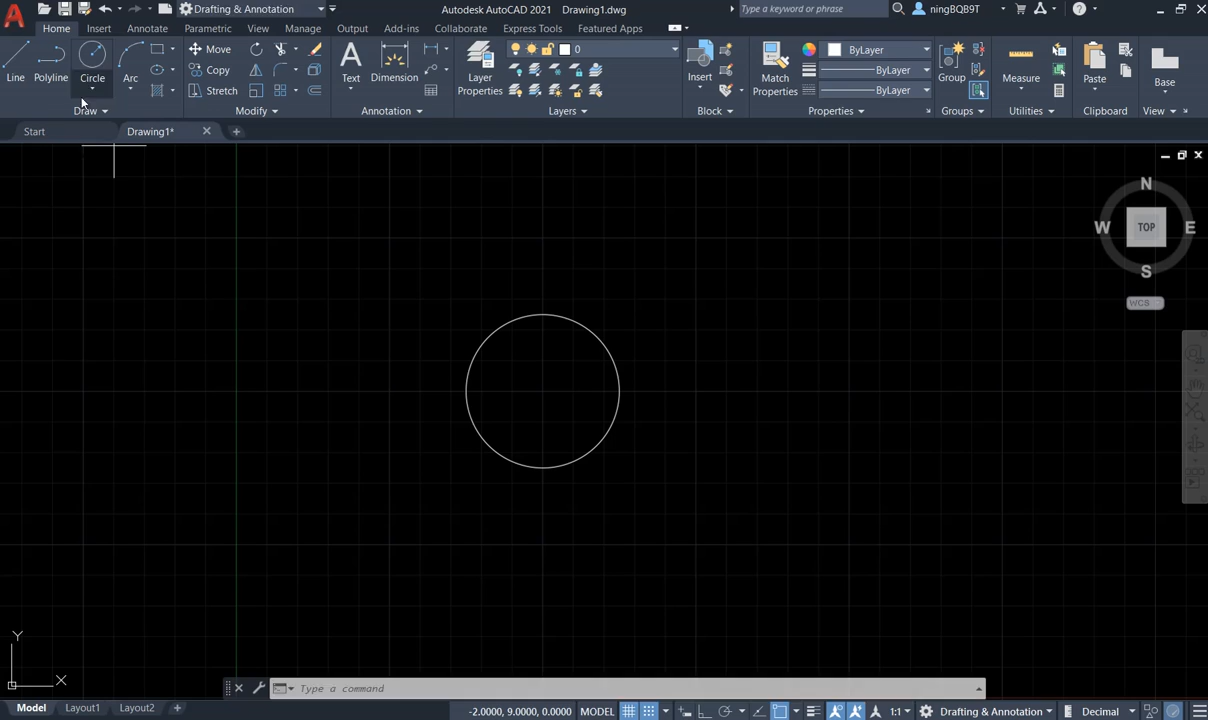 Drafting & Annotation
Autodesk AutoCAD 2021 Drawing1.dwg
Type a keyword or phrase
ningBQB9T
Home Insert Annotate Parametric View Manage Output Add-ins Collaborate Express Tools Featured Apps
Line Polyline Circle Arc
Move
Copy
Stretch
Text Dimension
Layer Properties
0
Insert
Match Properties
ByLayer
ByLayer
ByLayer
Group
Measure
Paste
Base
Draw Modify Annotation Layers Block Properties Groups Utilities Clipboard View
Start Drawing1*
N
W TOP E
S
WCS
Y
X
Type a command
Model Layout1 Layout2
-2.0000, 9.0000, 0.0000 MODEL 1:1 Drafting & Annotation Decimal